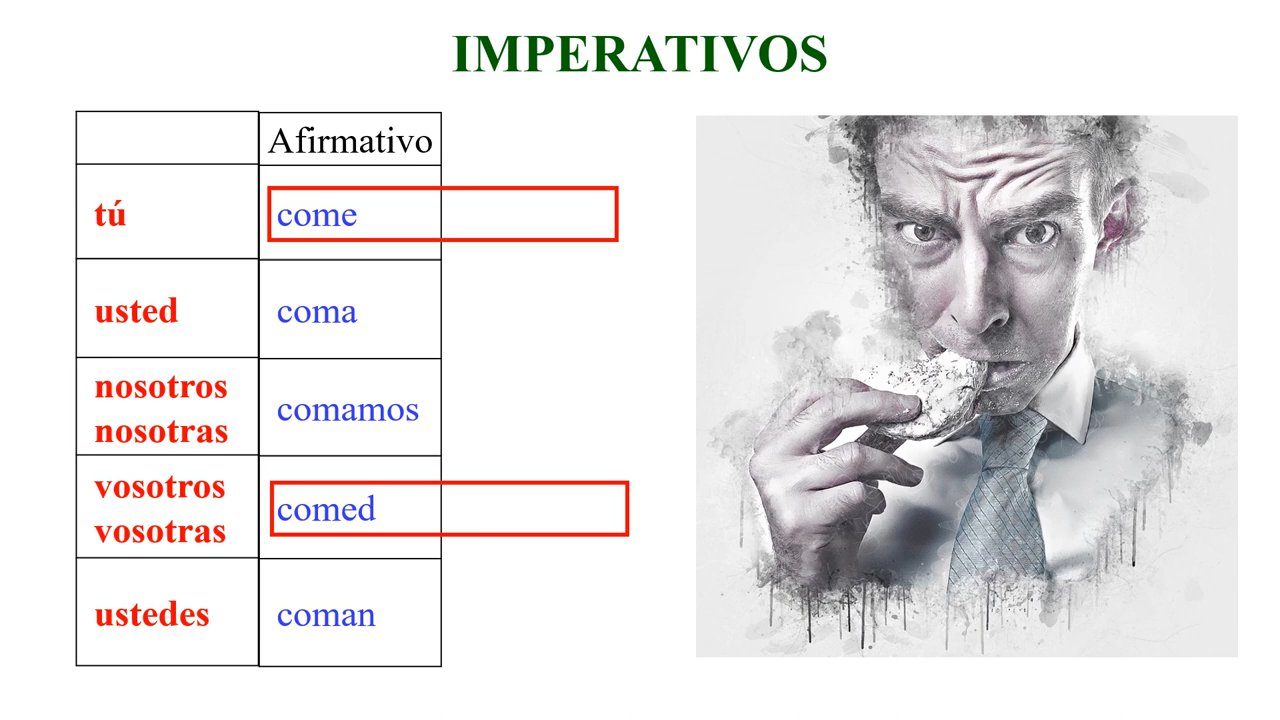 IMPERATIVOS
Afirmativo
tú come
usted coma
nosotros
nosotras
comamos
vosotros
vosotras
comed
ustedes coman